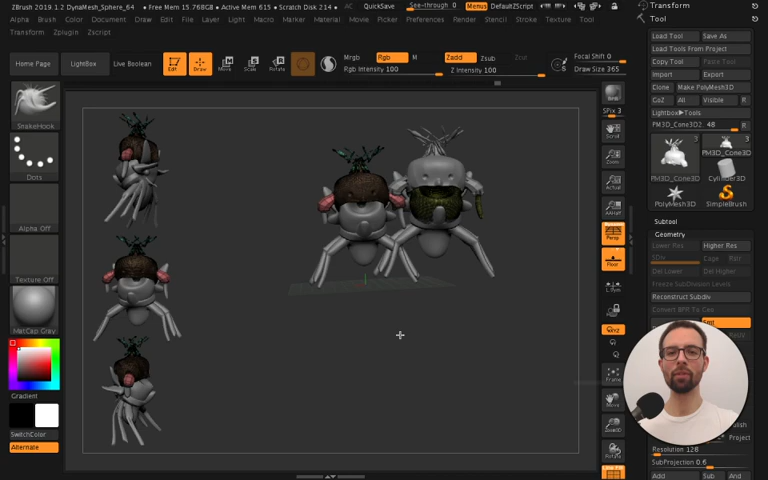 ZBrush 2019.1.2 DynaMesh_Sphere_64 • Free Mem 15.768GB • Active Mem 615 • Scratch Disk 214 •
QuickSave
See-through 0
Menus
DefaultZScript
Alpha Brush Color Document Draw Edit File Layer Light Macro Marker Material Movie Picker Preferences Render Stencil Stroke Texture Tool
Transform Zplugin Zscript
Home Page
LightBox
Live Boolean
Edit
Draw
Move
Scale
Rotate
Mrgb
Rgb
M
Rgb Intensity 100
Zadd
Zsub
Zcut
Z Intensity 100
Focal Shift 0
Draw Size 365
SnakeHook
Dots
Alpha Off
Texture Off
MatCap Gray
Gradient
SwitchColor
Alternate
BPR
SPix 3
Scroll
Zoom
Actual
AAHalf
Persp
Floor
L.Sym
Frame
Move
Zoom3D
Rotate
Transform
Tool
Load Tool
Save As
Load Tools From Project
Copy Tool
Paste Tool
Import
Export
Clone
Make PolyMesh3D
GoZ
All
Visible
R
Lightbox▸Tools
PM3D_Cone3D2. 48
R
3
3
PM3D_Cone3D
PM3D_Cone3D
Cylinder3D
PolyMesh3D
SimpleBrush
Subtool
Geometry
Lower Res
Higher Res
SDiv
Cage
Rstr
Del Lower
Del Higher
Freeze SubDivision Levels
Reconstruct Subdiv
Convert BPR To Geo
Smt
Project
Resolution 128
SubProjection 0.6
Add
Sub
And